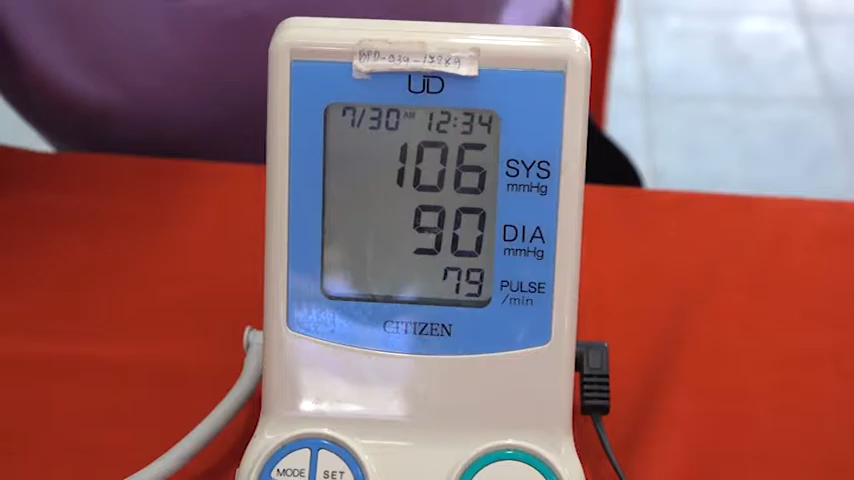 UD
7/30 AM 12:34
106 SYS mmHg
90 DIA mmHg
79 PULSE /min
CITIZEN
MODE SET